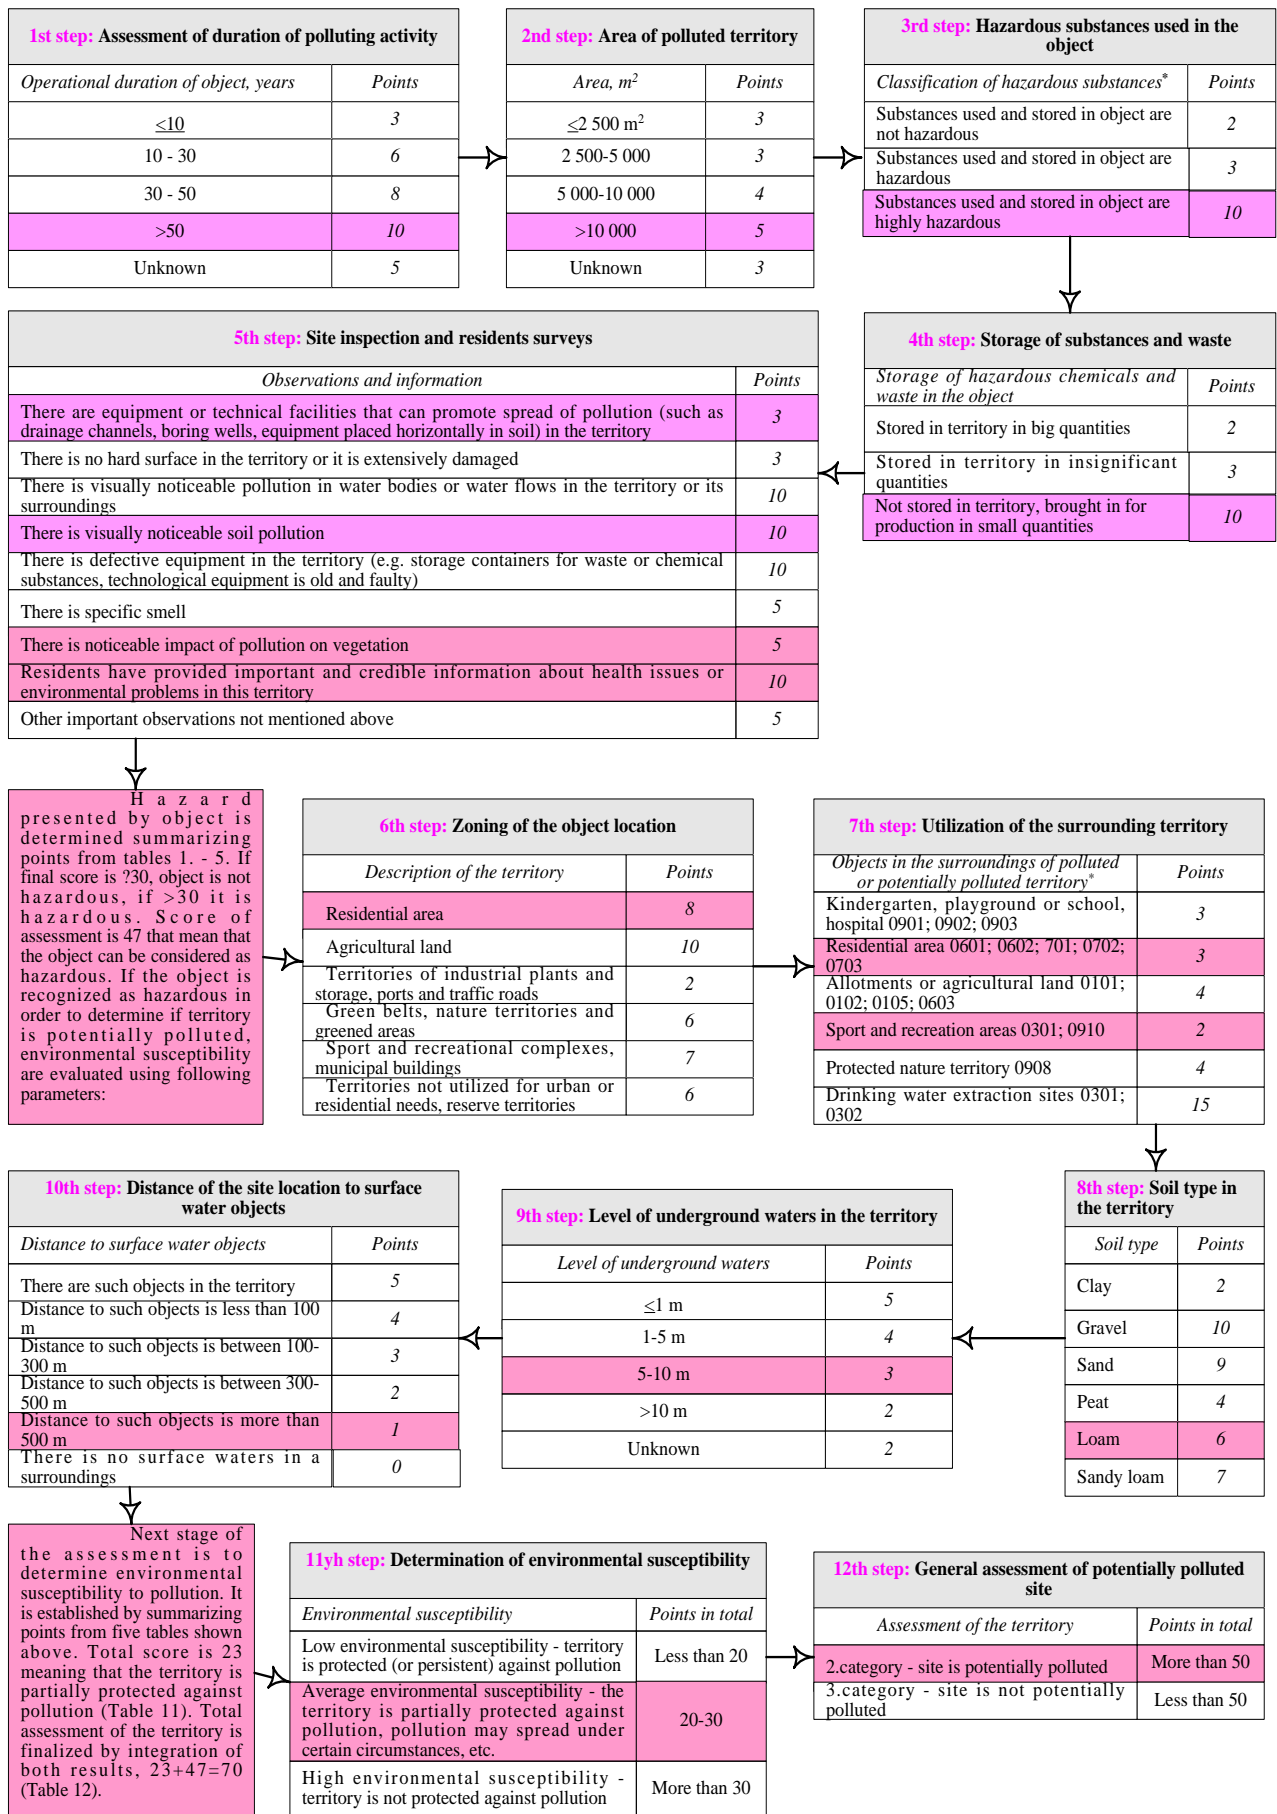 1st step: Assessment of duration of polluting activity
Operational duration of object, years Points
≤10 3
10 - 30 6
30 - 50 8
>50 10
Unknown 5
2nd step: Area of polluted territory
Area, m² Points
≤2 500 m² 3
2 500-5 000 3
5 000-10 000 4
>10 000 5
Unknown 3
3rd step: Hazardous substances used in the
object
Classification of hazardous substances* Points
Substances used and stored in object are
not hazardous 2
Substances used and stored in object are
hazardous 3
Substances used and stored in object are
highly hazardous 10
4th step: Storage of substances and waste
Storage of hazardous chemicals and
waste in the object Points
Stored in territory in big quantities 2
Stored in territory in insignificant
quantities 3
Not stored in territory, brought in for
production in small quantities 10
5th step: Site inspection and residents surveys
Observations and information Points
There are equipment or technical facilities that can promote spread of pollution (such as
drainage channels, boring wells, equipment placed horizontally in soil) in the territory 3
There is no hard surface in the territory or it is extensively damaged 3
There is visually noticeable pollution in water bodies or water flows in the territory or its
surroundings 10
There is visually noticeable soil pollution 10
There is defective equipment in the territory (e.g. storage containers for waste or chemical
substances, technological equipment is old and faulty) 10
There is specific smell 5
There is noticeable impact of pollution on vegetation 5
Residents have provided important and credible information about health issues or
environmental problems in this territory 10
Other important observations not mentioned above 5
Hazard
presented by object is
determined summarizing
points from tables 1. - 5. If
final score is ?30, object is not
hazardous, if >30 it is
hazardous. Score of
assessment is 47 that mean that
the object can be considered as
hazardous. If the object is
recognized as hazardous in
order to determine if territory
is potentially polluted,
environmental susceptibility
are evaluated using following
parameters:
6th step: Zoning of the object location
Description of the territory Points
Residential area 8
Agricultural land 10
Territories of industrial plants and
storage, ports and traffic roads 2
Green belts, nature territories and
greened areas 6
Sport and recreational complexes,
municipal buildings 7
Territories not utilized for urban or
residential needs, reserve territories 6
7th step: Utilization of the surrounding territory
Objects in the surroundings of polluted
or potentially polluted territory* Points
Kindergarten, playground or school,
hospital 0901; 0902; 0903 3
Residential area 0601; 0602; 701; 0702;
0703 3
Allotments or agricultural land 0101;
0102; 0105; 0603 4
Sport and recreation areas 0301; 0910 2
Protected nature territory 0908 4
Drinking water extraction sites 0301;
0302 15
8th step: Soil type in
the territory
Soil type Points
Clay 2
Gravel 10
Sand 9
Peat 4
Loam 6
Sandy loam 7
9th step: Level of underground waters in the territory
Level of underground waters Points
≤1 m 5
1-5 m 4
5-10 m 3
>10 m 2
Unknown 2
10th step: Distance of the site location to surface
water objects
Distance to surface water objects Points
There are such objects in the territory 5
Distance to such objects is less than 100
m 4
Distance to such objects is between 100-
300 m 3
Distance to such objects is between 300-
500 m 2
Distance to such objects is more than
500 m 1
There is no surface waters in a
surroundings 0
Next stage of
the assessment is to
determine environmental
susceptibility to pollution. It
is established by summarizing
points from five tables shown
above. Total score is 23
meaning that the territory is
partially protected against
pollution (Table 11). Total
assessment of the territory is
finalized by integration of
both results, 23+47=70
(Table 12).
11yh step: Determination of environmental susceptibility
Environmental susceptibility Points in total
Low environmental susceptibility - territory
is protected (or persistent) against pollution Less than 20
Average environmental susceptibility - the
territory is partially protected against
pollution, pollution may spread under
certain circumstances, etc. 20-30
High environmental susceptibility -
territory is not protected against pollution More than 30
12th step: General assessment of potentially polluted
site
Assessment of the territory Points in total
2.category - site is potentially polluted More than 50
3.category - site is not potentially
polluted Less than 50